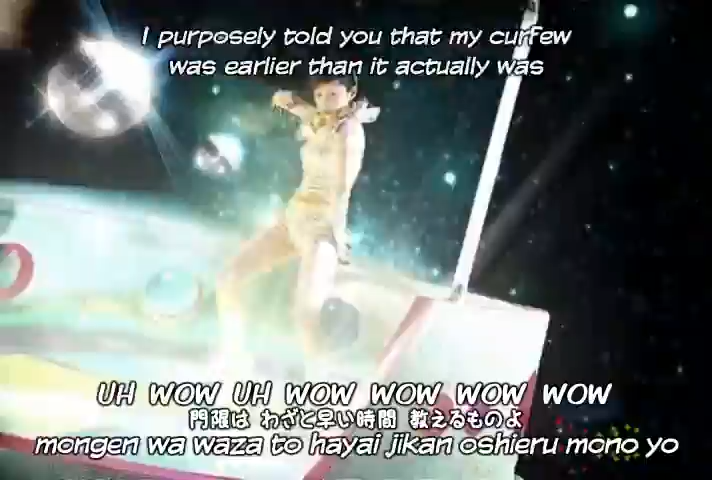 I purposely told you that my curfew
was earlier than it actually was
UH WOW UH WOW WOW WOW WOW
門限は わざと早い時間 教えるものよ
mongen wa waza to hayai jikan oshieru mono yo